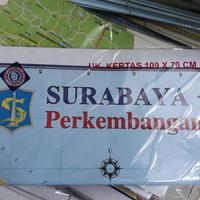 UK. KERTAS 109 X 79 CM
SURABAYA
Perkembangan